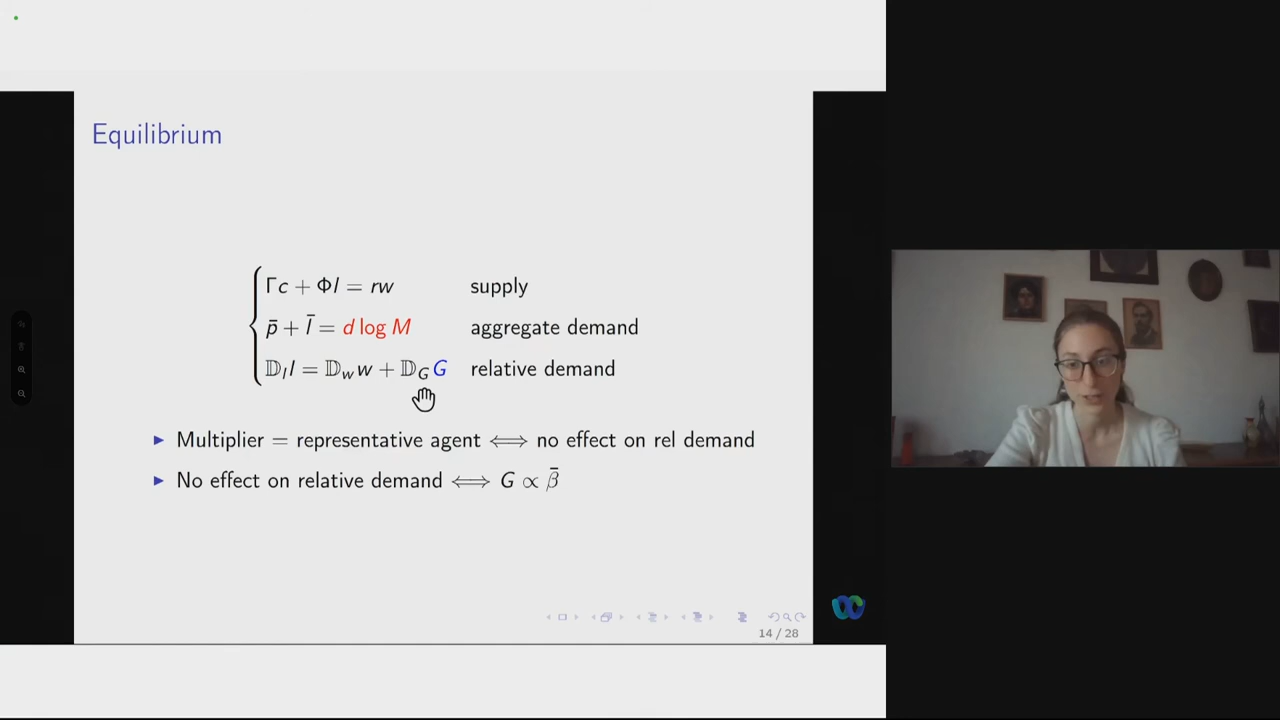 Equilibrium
Γc + Φl = rw supply
p̄ + l̄ = d log M aggregate demand
𝔻_l l = 𝔻_w w + 𝔻_G G relative demand
▶ Multiplier = representative agent ⟺ no effect on rel demand
▶ No effect on relative demand ⟺ G ∝ β̄
14 / 28